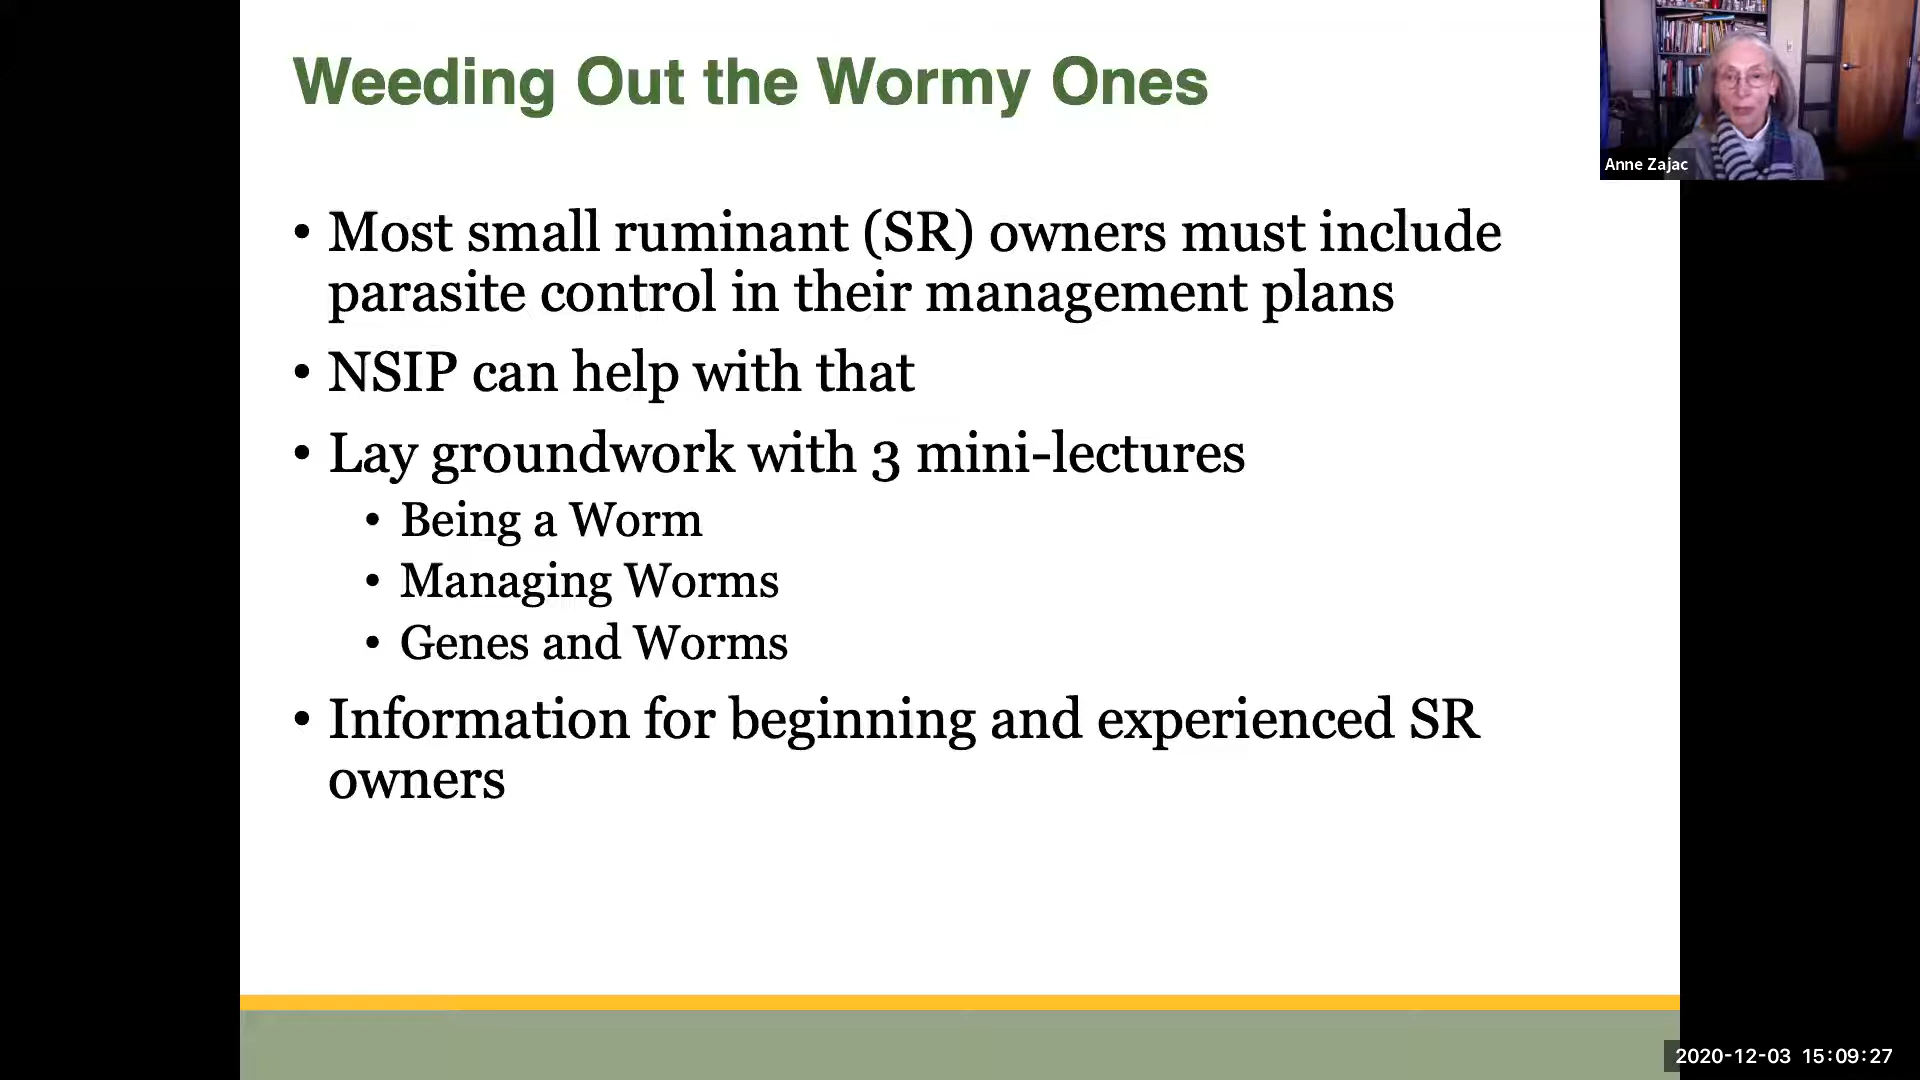 Weeding Out the Wormy Ones
Anne Zajac
• Most small ruminant (SR) owners must include
parasite control in their management plans
• NSIP can help with that
• Lay groundwork with 3 mini-lectures
• Being a Worm
• Managing Worms
• Genes and Worms
• Information for beginning and experienced SR
owners
2020-12-03 15:09:27